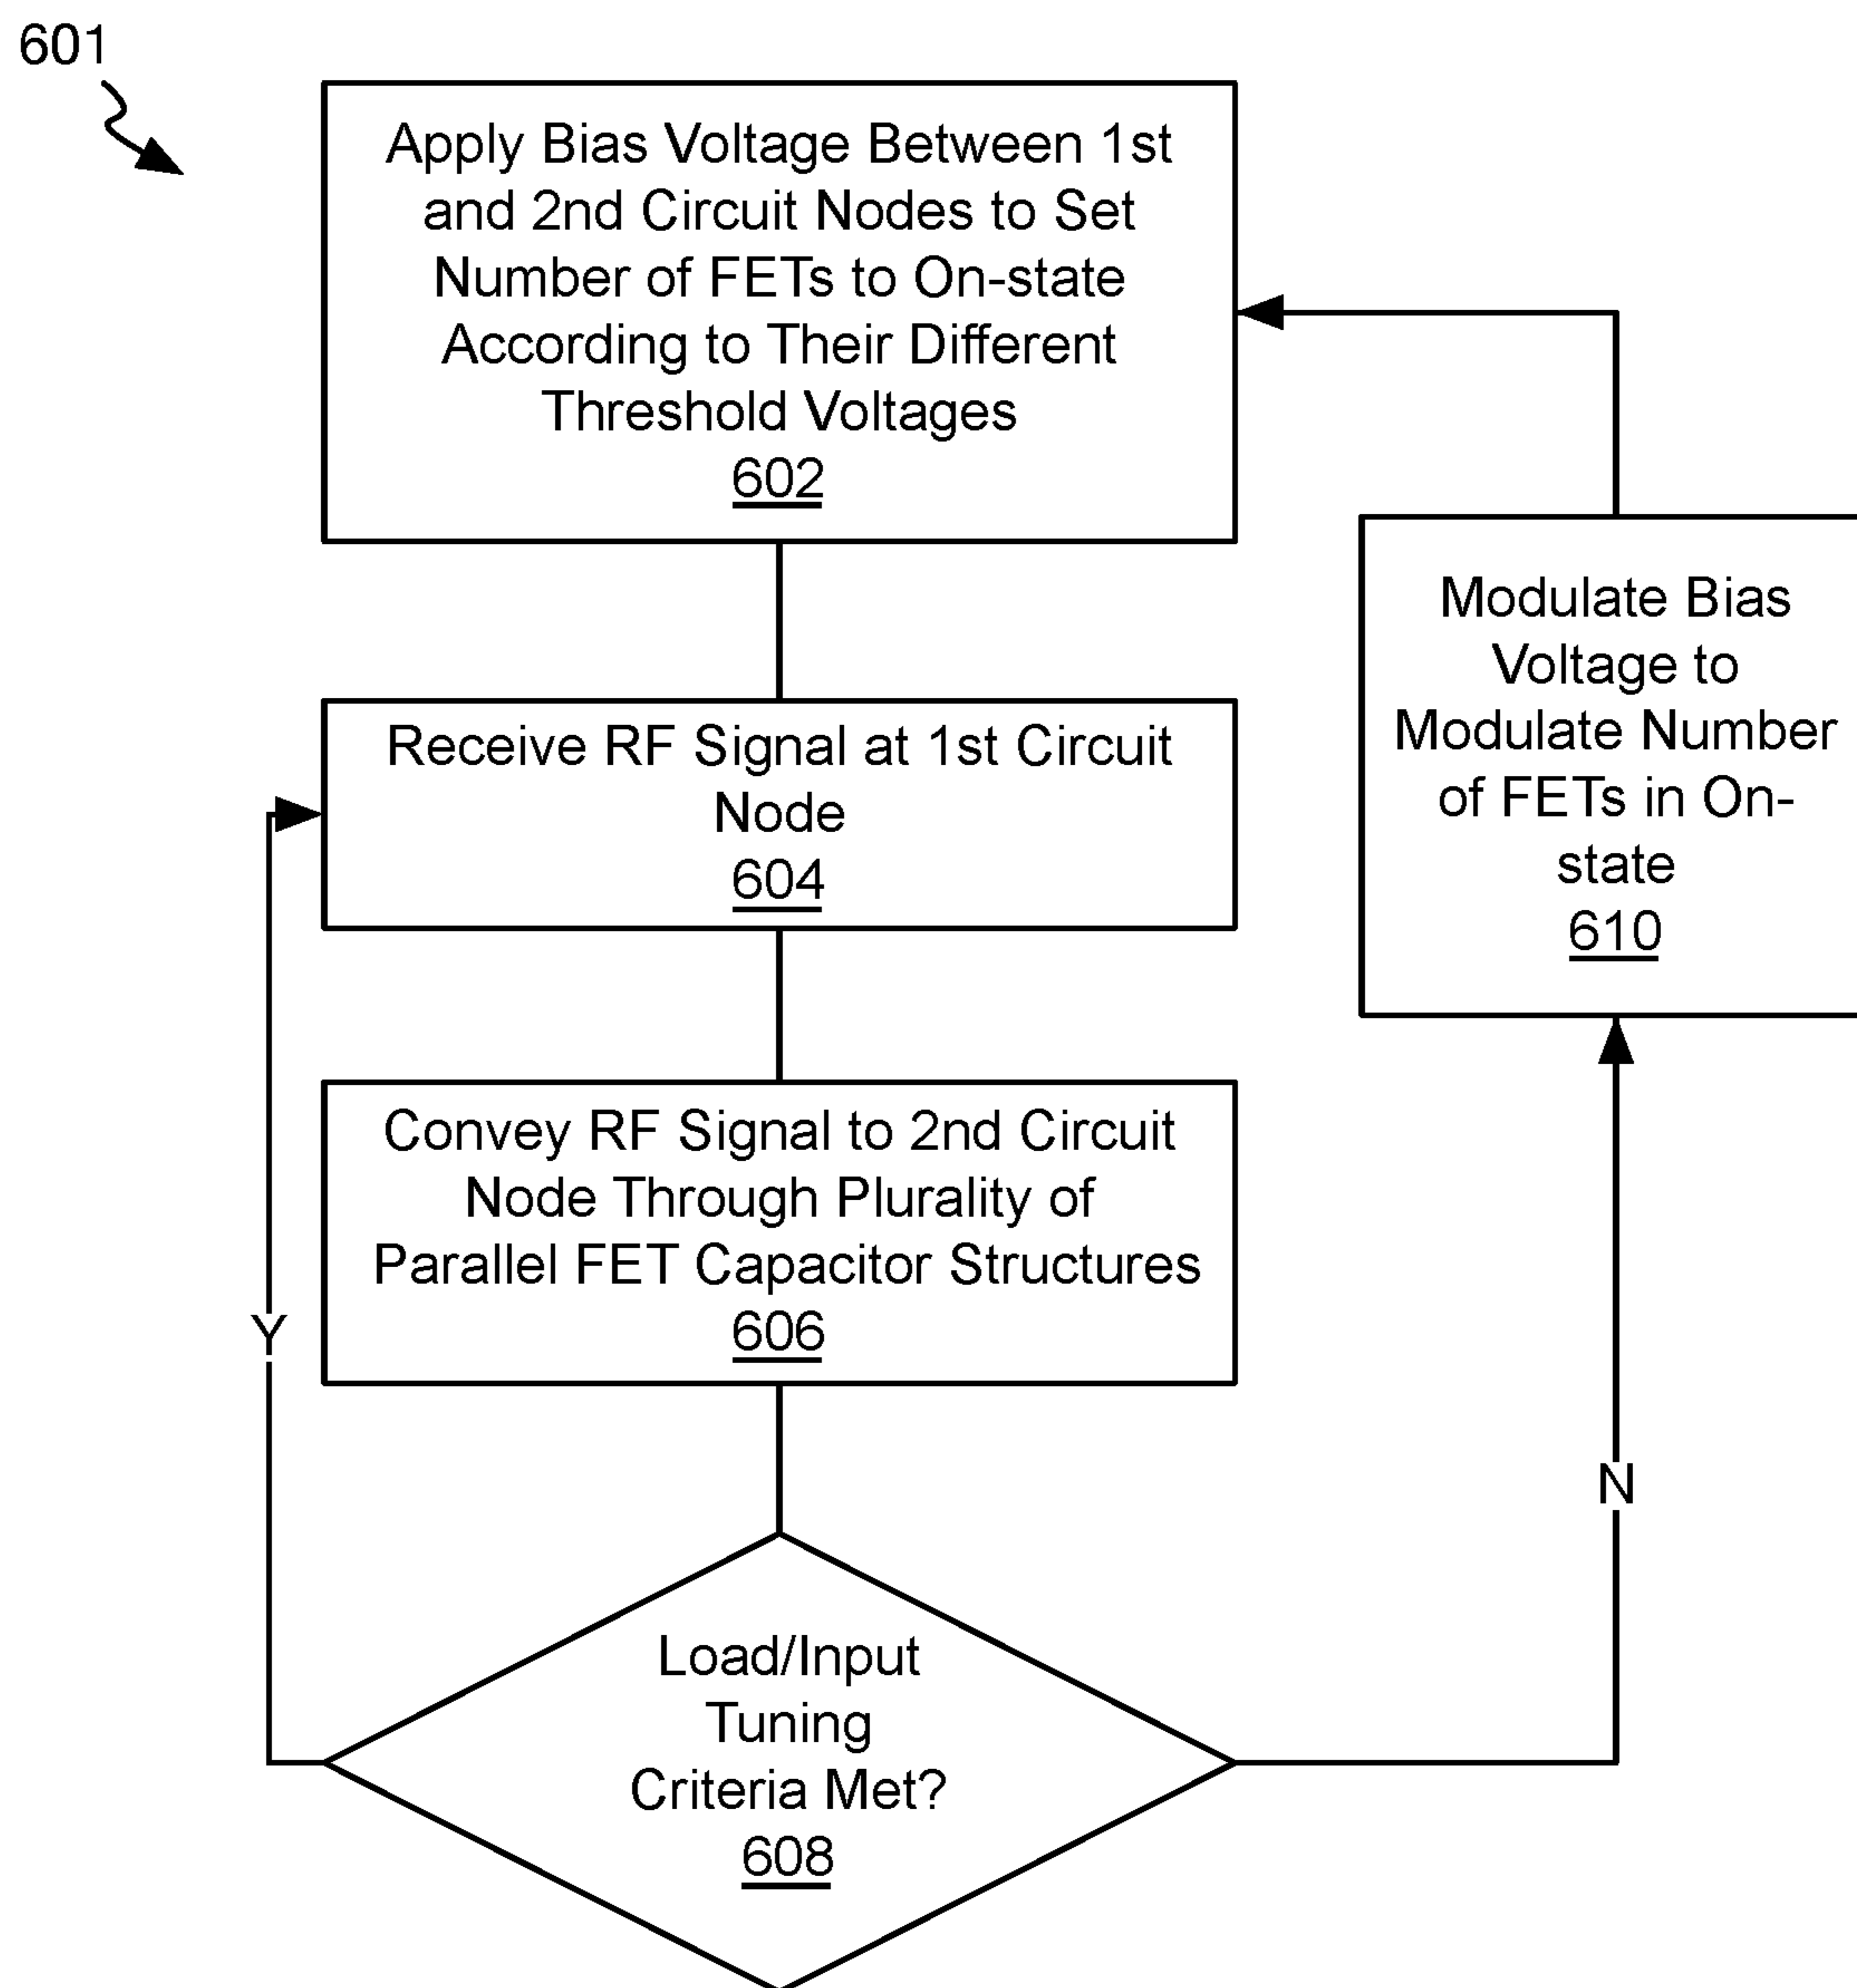 601
Apply Bias Voltage Between 1st
and 2nd Circuit Nodes to Set
Number of FETs to On-state
According to Their Different
Threshold Voltages
602
Receive RF Signal at 1st Circuit
Node
604
Convey RF Signal to 2nd Circuit
Node Through Plurality of
Parallel FET Capacitor Structures
606
Y
Load/Input
Tuning
Criteria Met?
608
N
Modulate Bias
Voltage to
Modulate Number
of FETs in On-
state
610